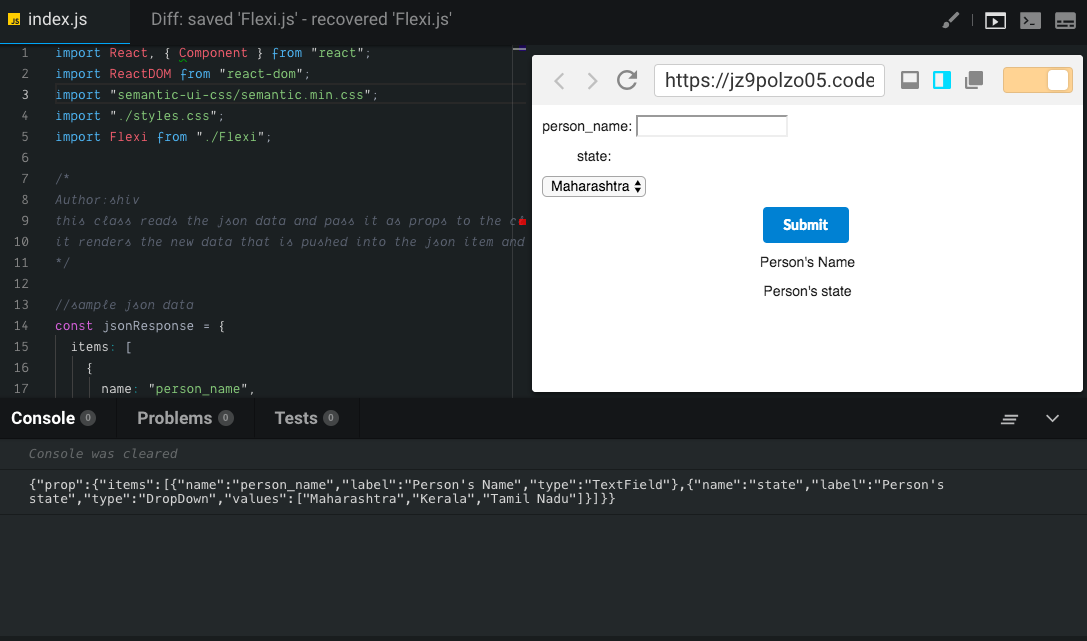 JS index.js
Diff: saved 'Flexi.js' - recovered 'Flexi.js'
1 import React, { Component } from "react";
2 import ReactDOM from "react-dom";
3 import "semantic-ui-css/semantic.min.css";
4 import "./styles.css";
5 import Flexi from "./Flexi";
6
7 /*
8 Author:shiv
9 this class reads the json data and pass it as props to the cl
10 it renders the new data that is pushed into the json item and
11 */
12
13 //sample json data
14 const jsonResponse = {
15 items: [
16 {
17 name: "person_name",
https://jz9polzo05.code
person_name:
state:
Maharashtra
Submit
Person's Name
Person's state
Console 0
Problems 0
Tests 0
Console was cleared
{"prop":{"items":[{"name":"person_name","label":"Person's Name","type":"TextField"},{"name":"state","label":"Person's
state","type":"DropDown","values":["Maharashtra","Kerala","Tamil Nadu"]}]}}